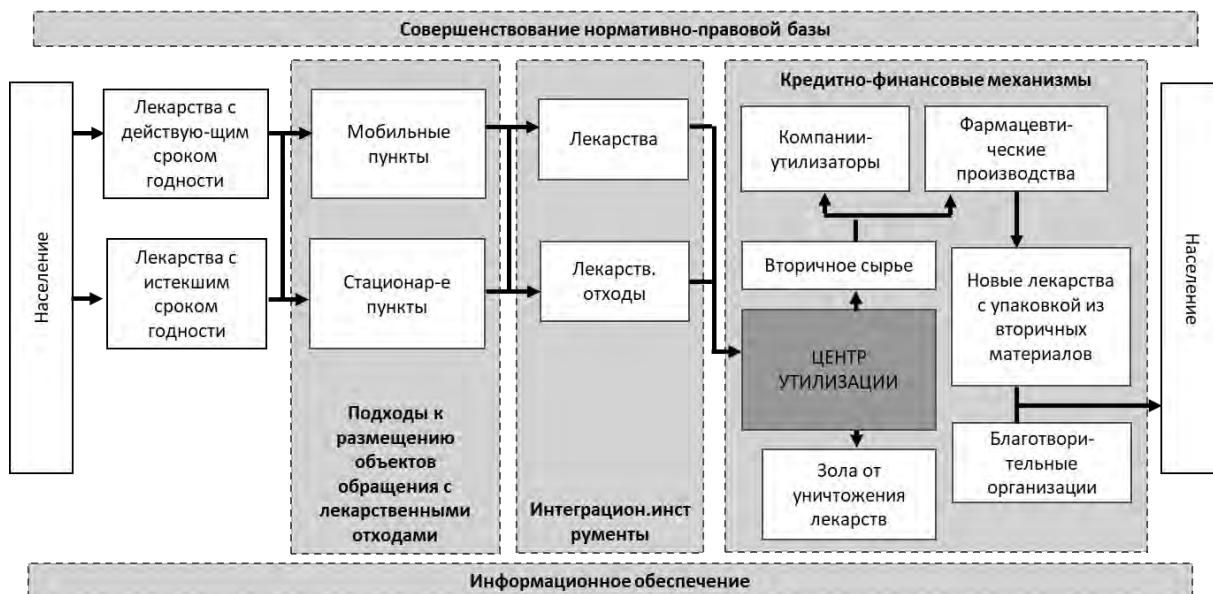 Совершенствование нормативно-правовой базы
Население
Лекарства с
действую-щим
сроком
годности
Лекарства с
истекшим
сроком
годности
Мобильные
пункты
Стационар-е
пункты
Подходы к
размещению
объектов
обращения с
лекарственными
отходами
Лекарства
Лекарств.
отходы
Интеграцион.инст
рументы
Кредитно-финансовые механизмы
Компании-
утилизаторы
Фармацевти-
ческие
производства
Вторичное сырье
ЦЕНТР
УТИЛИЗАЦИИ
Зола от
уничтожения
лекарств
Новые лекарства
с упаковкой из
вторичных
материалов
Благотвори-
тельные
организации
Население
Информационное обеспечение